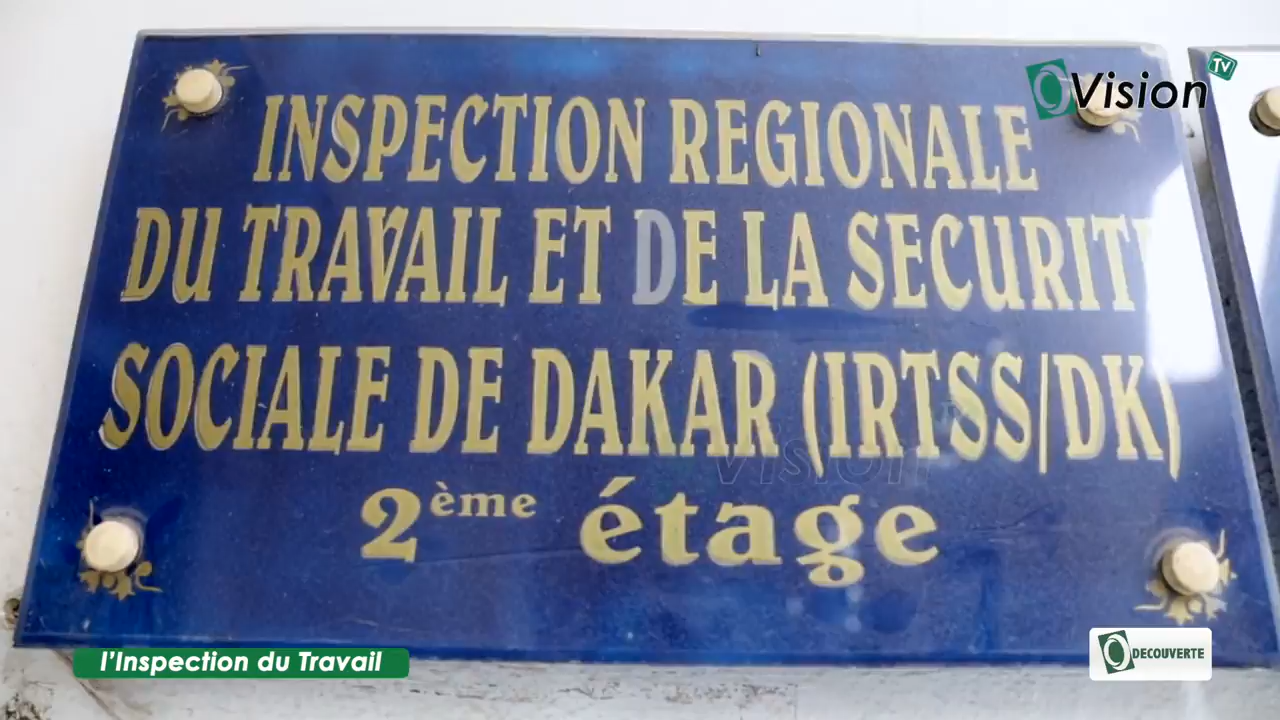 Vision TV
INSPECTION REGIONALE
DU TRAVAIL ET DE LA SECURITE
SOCIALE DE DAKAR (IRTSS/DK)
Vision
2ème étage
l'Inspection du Travail
DECOUVERTE